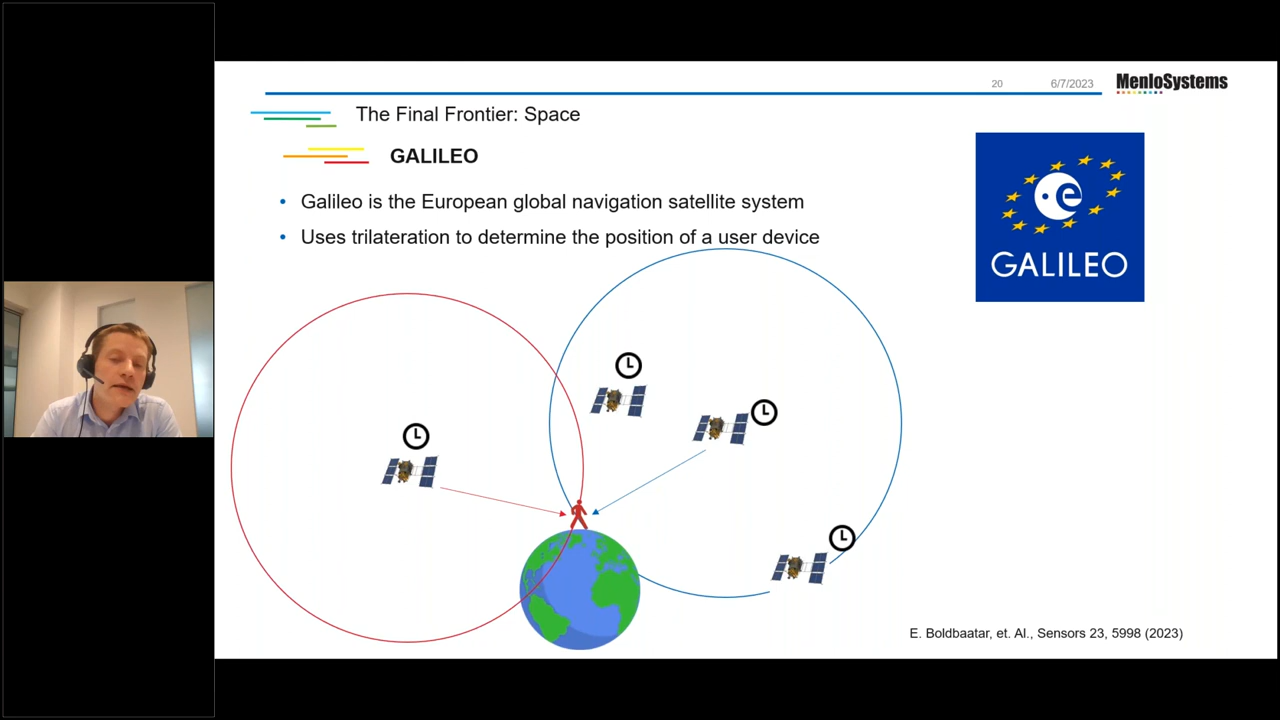 20
6/7/2023
MenloSystems
The Final Frontier: Space
GALILEO
• Galileo is the European global navigation satellite system
• Uses trilateration to determine the position of a user device
e
GALILEO
E. Boldbaatar, et. Al., Sensors 23, 5998 (2023)